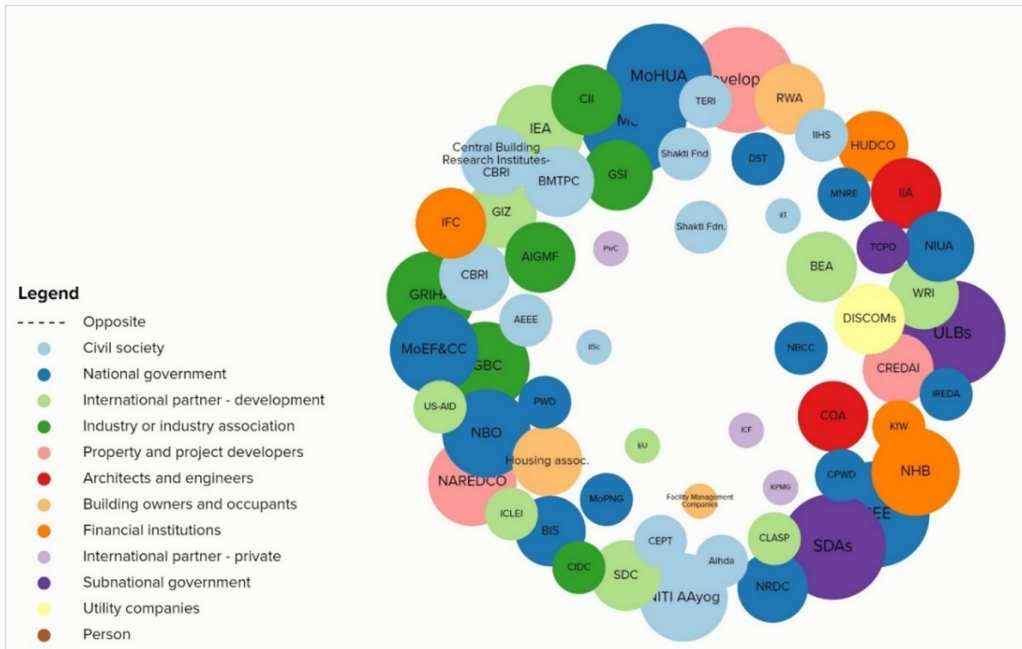 Legend
Opposite
Civil society
National government
International partner - development
Industry or industry association
Property and project developers
Architects and engineers
Building owners and occupants
Financial institutions
International partner - private
Subnational government
Utility companies
Person
MoHUA
TERI
RWA
CII
IEA
IIHS
HUDCO
Central Building
Research Institutes-
CBRI
BMTPC
GSI
Shakti Fnd
DST
MNRE
IIA
IFC
GIZ
PwC
Shakti Fdn.
IIT
TCPO
NIUA
AIGMF
BEA
CBRI
WRI
AEEE
DISCOMs
ULBs
MoEF&CC
IISc
NBCC
CREDAI
US-AID
PWD
IREDA
NBO
ICF
COA
KfW
EU
Housing assoc.
NAREDCO
MoPNG
Facility Management
Companies
KPMG
CPWD
NHB
ICLEI
BIS
CEPT
CLASP
SDAs
CIDC
SDC
Aihda
NITI AAyog
NRDC